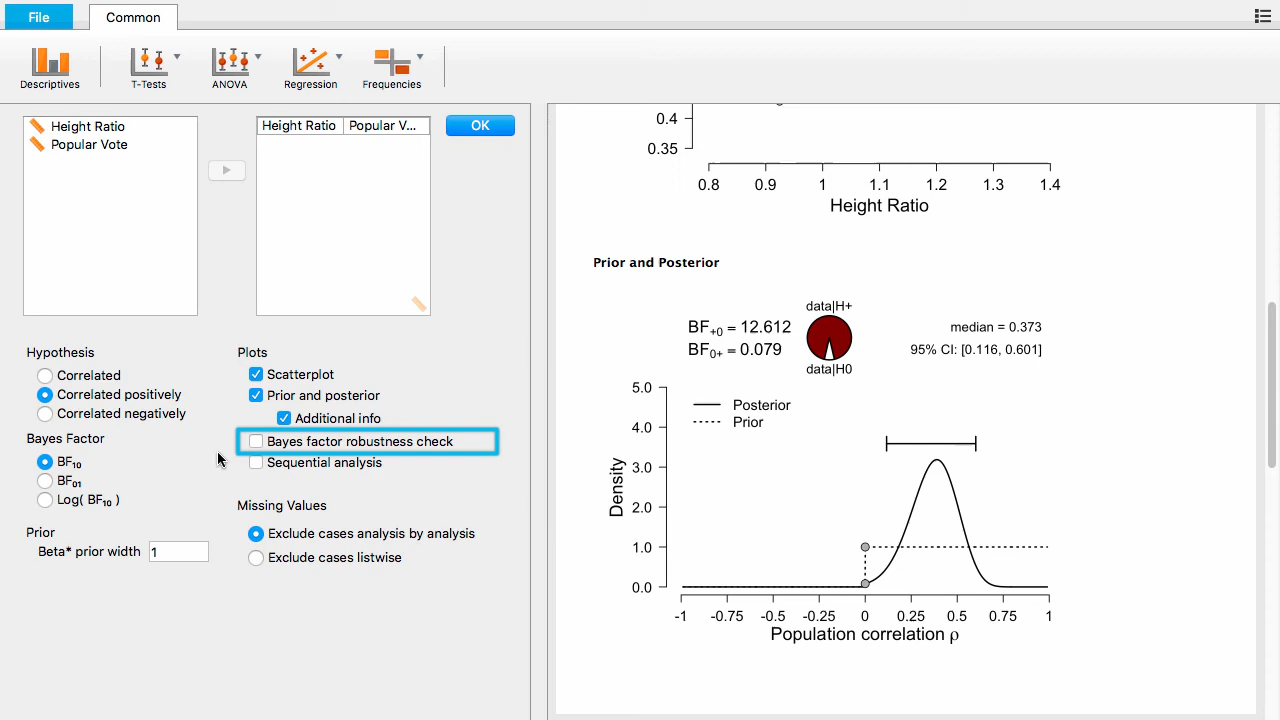 File
Common
Descriptives
T-Tests
ANOVA
Regression
Frequencies
Height Ratio
Popular Vote
Height Ratio
Popular V...
OK
Hypothesis
Correlated
Correlated positively
Correlated negatively
Bayes Factor
BF₁₀
BF₀₁
Log( BF₁₀ )
Prior
Beta* prior width 1
Plots
Scatterplot
Prior and posterior
Additional info
Bayes factor robustness check
Sequential analysis
Missing Values
Exclude cases analysis by analysis
Exclude cases listwise
0.4
0.35
0.8 0.9 1 1.1 1.2 1.3 1.4
Height Ratio
Prior and Posterior
data|H+
BF₊₀ = 12.612
BF₀₊ = 0.079
data|H0
median = 0.373
95% CI: [0.116, 0.601]
Posterior
Prior
5.0
4.0
3.0
2.0
1.0
0.0
Density
-1 -0.75 -0.5 -0.25 0 0.25 0.5 0.75 1
Population correlation ρ